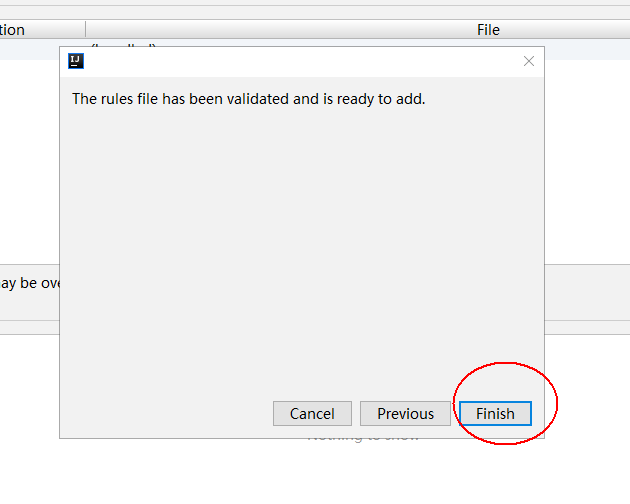 tion File
IJ
The rules file has been validated and is ready to add.
ay be ove
Cancel Previous Finish
Nothing to show